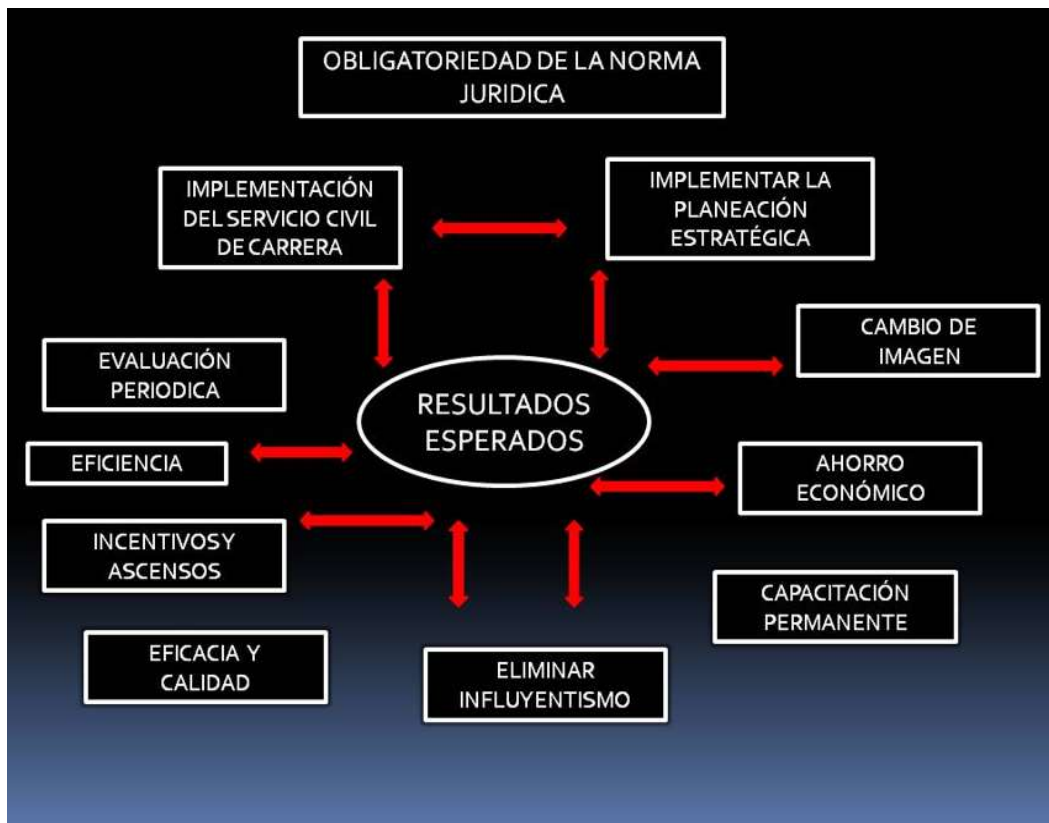 OBLIGATORIEDAD DE LA NORMA
JURIDICA
IMPLEMENTACIÓN
DEL SERVICIO CIVIL
DE CARRERA
IMPLEMENTAR LA
PLANEACIÓN
ESTRATÉGICA
CAMBIO DE
IMAGEN
EVALUACIÓN
PERIODICA
RESULTADOS
ESPERADOS
EFICIENCIA
AHORRO
ECONÓMICO
INCENTIVOS Y
ASCENSOS
CAPACITACIÓN
PERMANENTE
EFICACIA Y
CALIDAD
ELIMINAR
INFLUYENTISMO